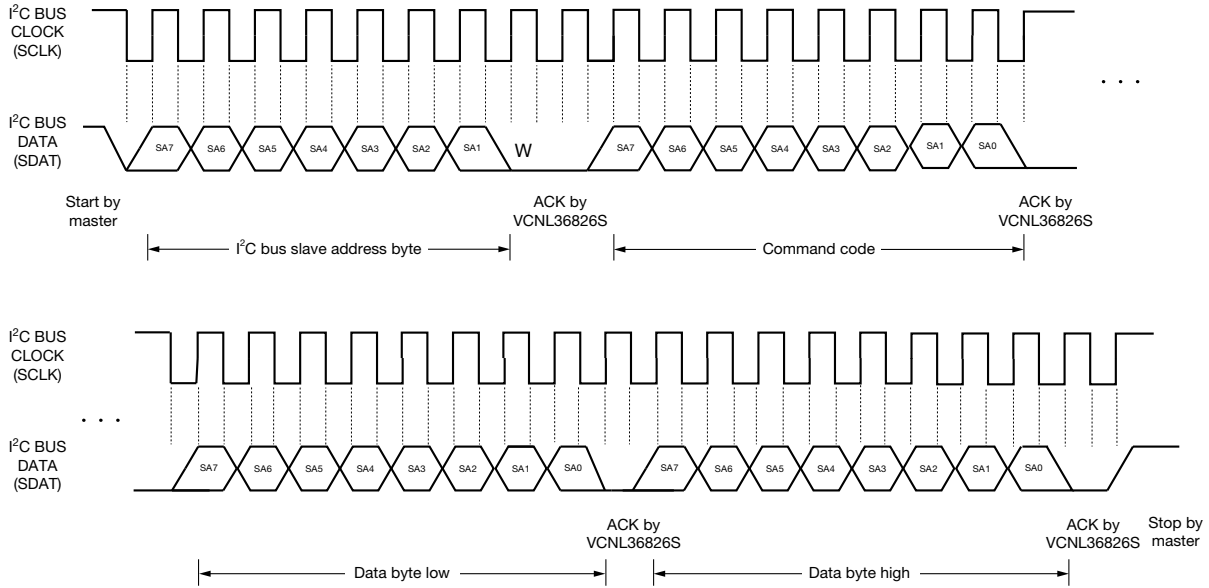 I²C BUS
CLOCK
(SCLK)
. . .
I²C BUS
DATA
(SDAT)
SA7 SA6 SA5 SA4 SA3 SA2 SA1 W SA7 SA6 SA5 SA4 SA3 SA2 SA1 SA0
Start by
master
ACK by
VCNL36826S
ACK by
VCNL36826S
I²C bus slave address byte
Command code
I²C BUS
CLOCK
(SCLK)
. . .
I²C BUS
DATA
(SDAT)
SA7 SA6 SA5 SA4 SA3 SA2 SA1 SA0 SA7 SA6 SA5 SA4 SA3 SA2 SA1 SA0
ACK by
VCNL36826S
ACK by
VCNL36826S
Stop by
master
Data byte low
Data byte high